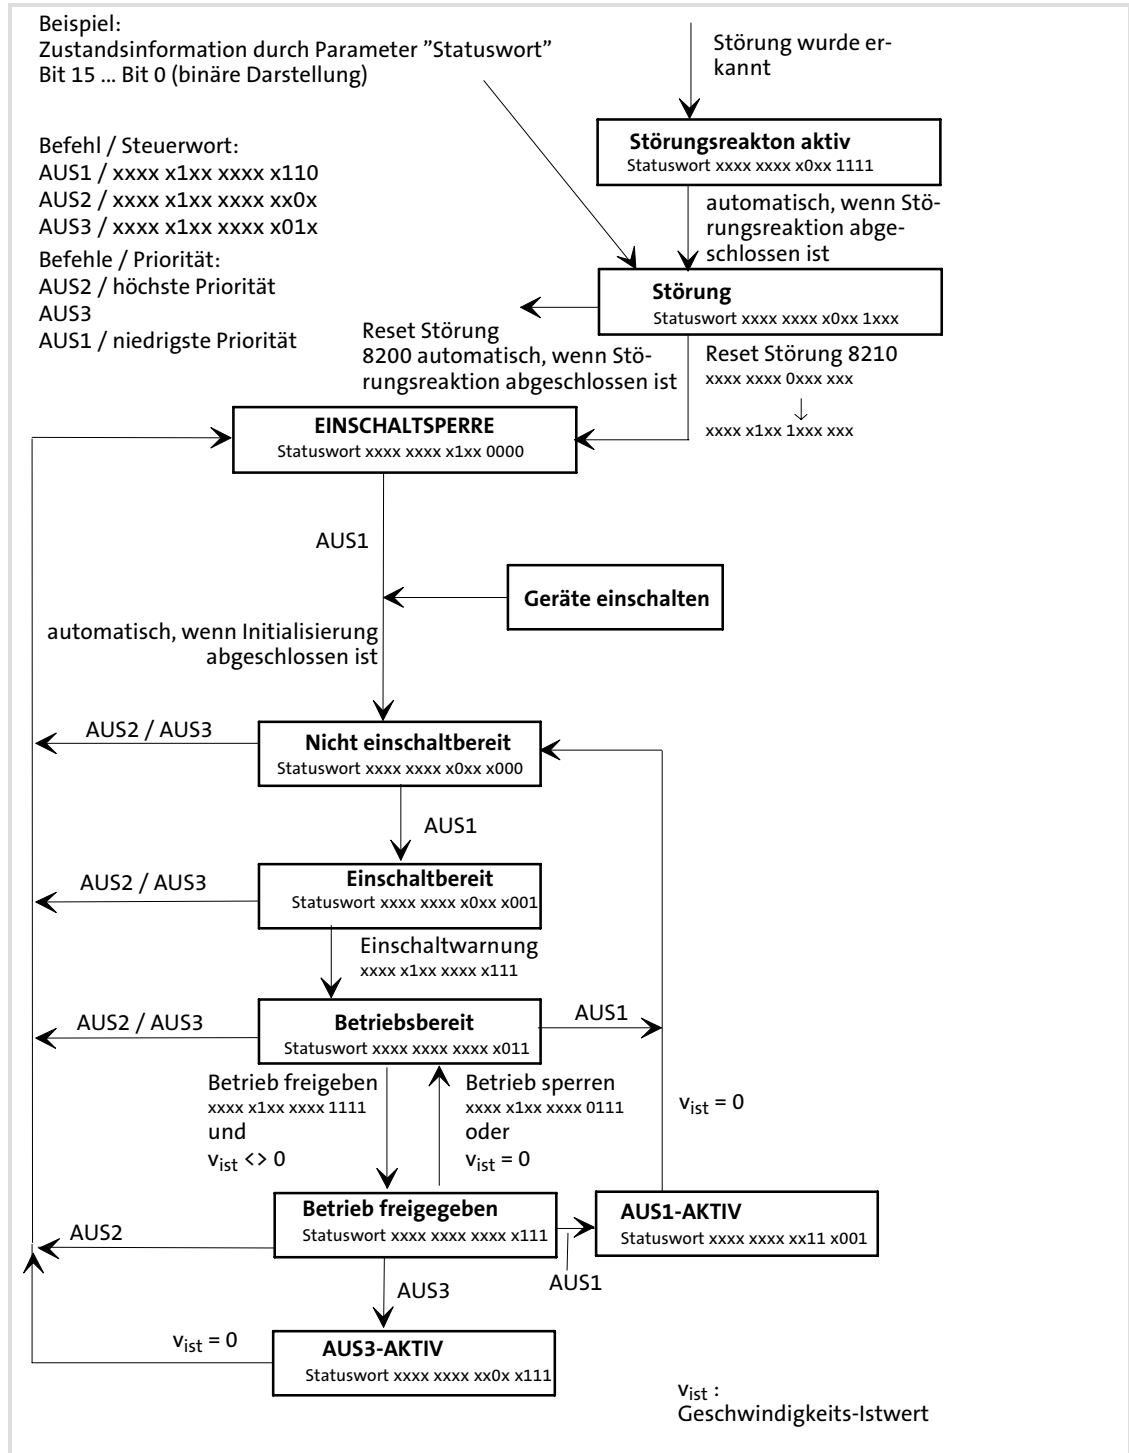 Beispiel:
Zustandsinformation durch Parameter ”Statuswort”
Bit 15 ... Bit 0 (binäre Darstellung)
Störung wurde er-
kannt
Befehl / Steuerwort:
AUS1 / xxxx x1xx xxxx x110
AUS2 / xxxx x1xx xxxx xx0x
AUS3 / xxxx x1xx xxxx x01x
Befehle / Priorität:
AUS2 / höchste Priorität
AUS3
AUS1 / niedrigste Priorität
Störungsreakton aktiv
Statuswort xxxx xxxx x0xx 1111
automatisch, wenn Stö-
rungsreaktion abge-
schlossen ist
Störung
Statuswort xxxx xxxx x0xx 1xxx
Reset Störung
8200 automatisch, wenn Stö-
rungsreaktion abgeschlossen ist
Reset Störung 8210
xxxx xxxx 0xxx xxx
xxxx x1xx 1xxx xxx
EINSCHALTSPERRE
Statuswort xxxx xxxx x1xx 0000
AUS1
Geräte einschalten
automatisch, wenn Initialisierung
abgeschlossen ist
AUS2 / AUS3
Nicht einschaltbereit
Statuswort xxxx xxxx x0xx x000
AUS1
AUS2 / AUS3
Einschaltbereit
Statuswort xxxx xxxx x0xx x001
Einschaltwarnung
xxxx x1xx xxxx x111
AUS2 / AUS3
Betriebsbereit
Statuswort xxxx xxxx xxxx x011
AUS1
Betrieb freigeben
xxxx x1xx xxxx 1111
und
vist <> 0
Betrieb sperren
xxxx x1xx xxxx 0111
oder
vist = 0
vist = 0
AUS2
Betrieb freigegeben
Statuswort xxxx xxxx xxxx x111
AUS1
AUS1-AKTIV
Statuswort xxxx xxxx xx11 x001
AUS3
vist = 0
AUS3-AKTIV
Statuswort xxxx xxxx xx0x x111
vist :
Geschwindigkeits-Istwert